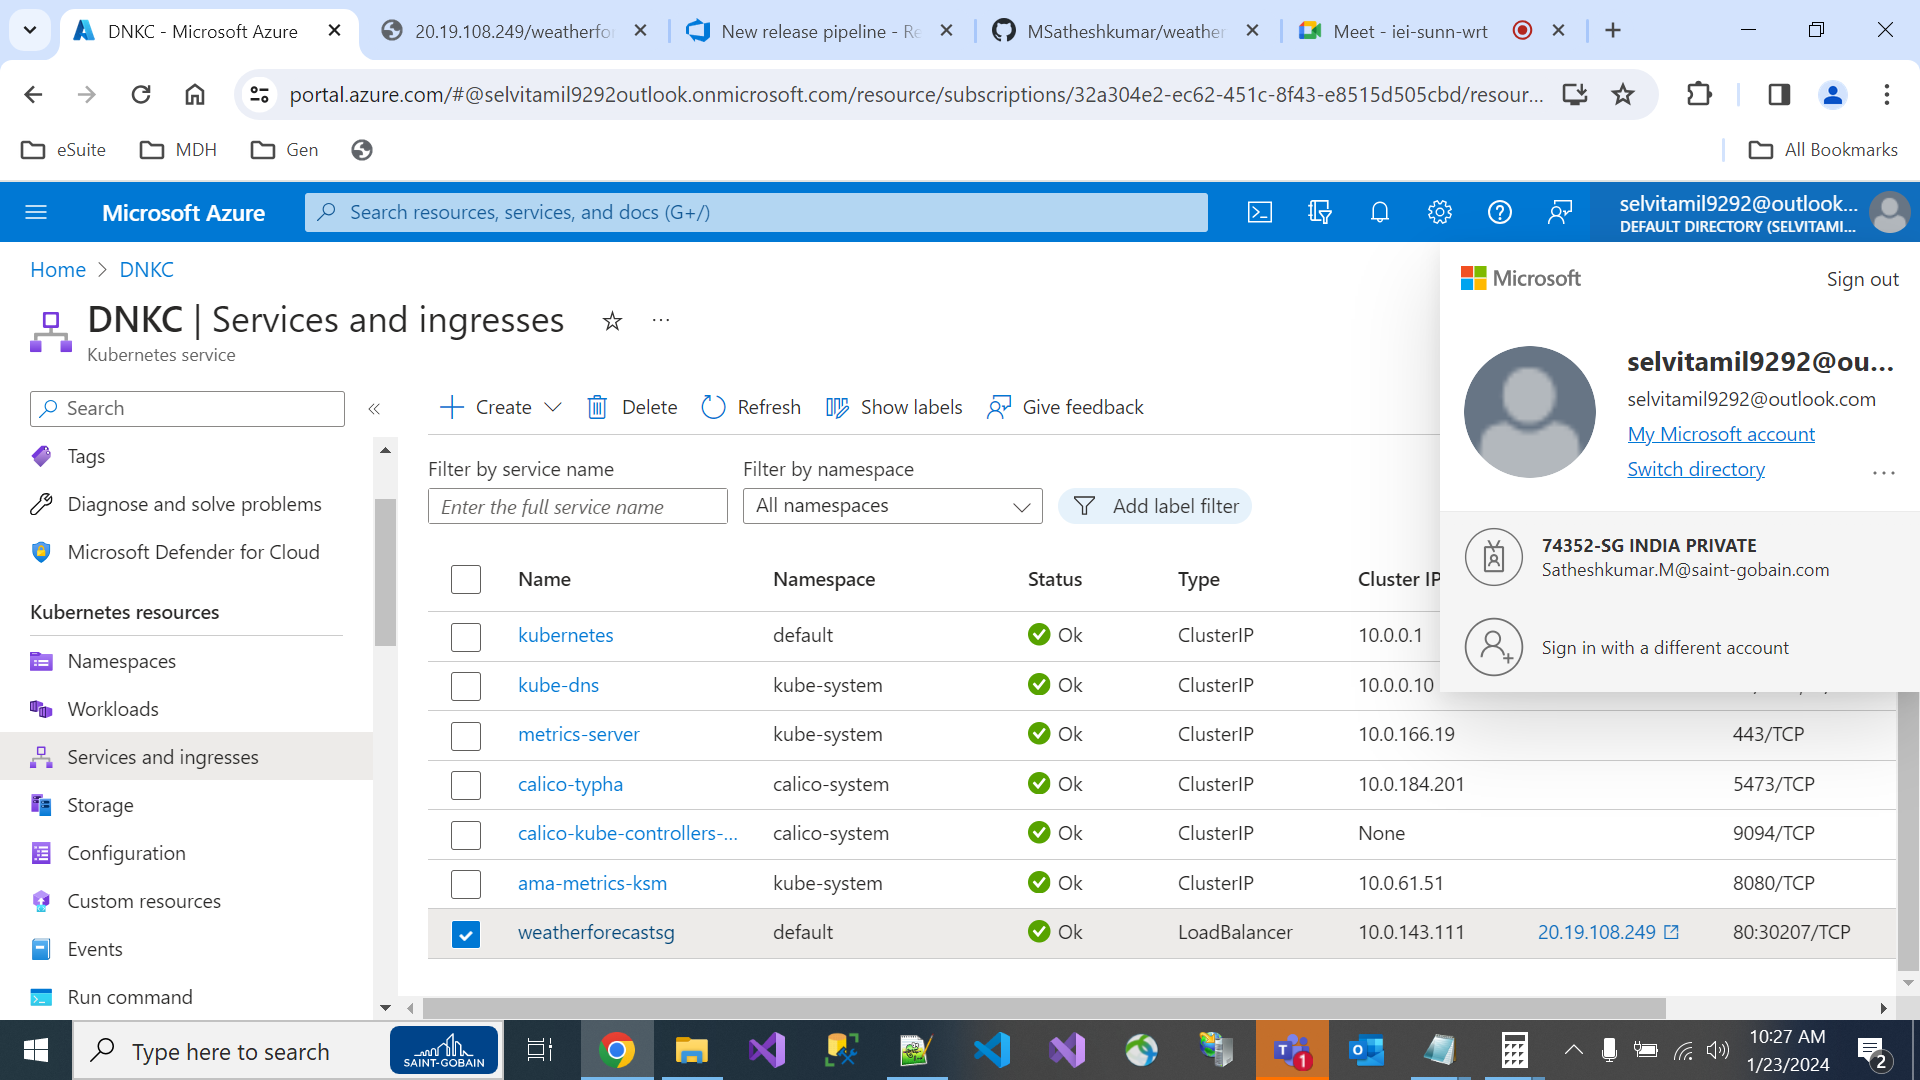 DNKC - Microsoft Azure
20.19.108.249/weatherfor
New release pipeline - Re
MSatheshkumar/weather
Meet - iei-sunn-wrt
portal.azure.com/#@selvitamil9292outlook.onmicrosoft.com/resource/subscriptions/32a304e2-ec62-451c-8f43-e8515d505cbd/resour...
eSuite
MDH
Gen
All Bookmarks
Microsoft Azure
Search resources, services, and docs (G+/)
selvitamil9292@outlook...
DEFAULT DIRECTORY (SELVITAMI...
Home > DNKC
DNKC | Services and ingresses
Kubernetes service
Microsoft
Sign out
selvitamil9292@ou...
selvitamil9292@outlook.com
My Microsoft account
Switch directory
74352-SG INDIA PRIVATE
Satheshkumar.M@saint-gobain.com
Sign in with a different account
Search
Tags
Diagnose and solve problems
Microsoft Defender for Cloud
Kubernetes resources
Namespaces
Workloads
Services and ingresses
Storage
Configuration
Custom resources
Events
Run command
Create
Delete
Refresh
Show labels
Give feedback
Filter by service name
Filter by namespace
Enter the full service name
All namespaces
Add label filter
Name Namespace Status Type Cluster IP
kubernetes default Ok ClusterIP 10.0.0.1
kube-dns kube-system Ok ClusterIP 10.0.0.10
metrics-server kube-system Ok ClusterIP 10.0.166.19 443/TCP
calico-typha calico-system Ok ClusterIP 10.0.184.201 5473/TCP
calico-kube-controllers-... calico-system Ok ClusterIP None 9094/TCP
ama-metrics-ksm kube-system Ok ClusterIP 10.0.61.51 8080/TCP
weatherforecastsg default Ok LoadBalancer 10.0.143.111 20.19.108.249 80:30207/TCP
Type here to search
SAINT-GOBAIN
1
10:27 AM
1/23/2024
2